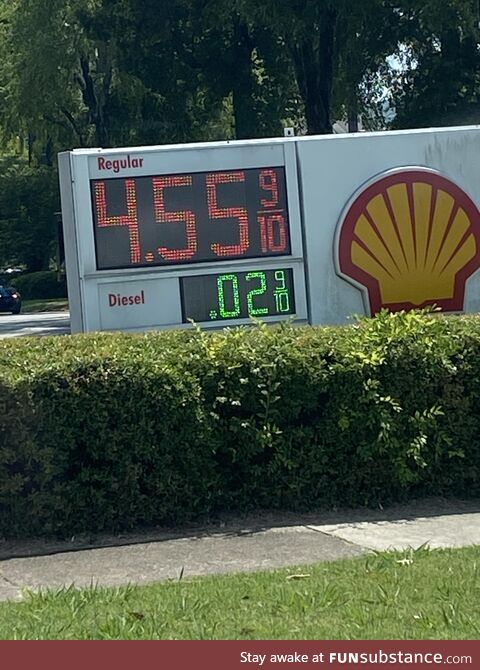 Regular
4.55 9/10
Diesel
.02 9/10
Stay awake at FUNsubstance.com